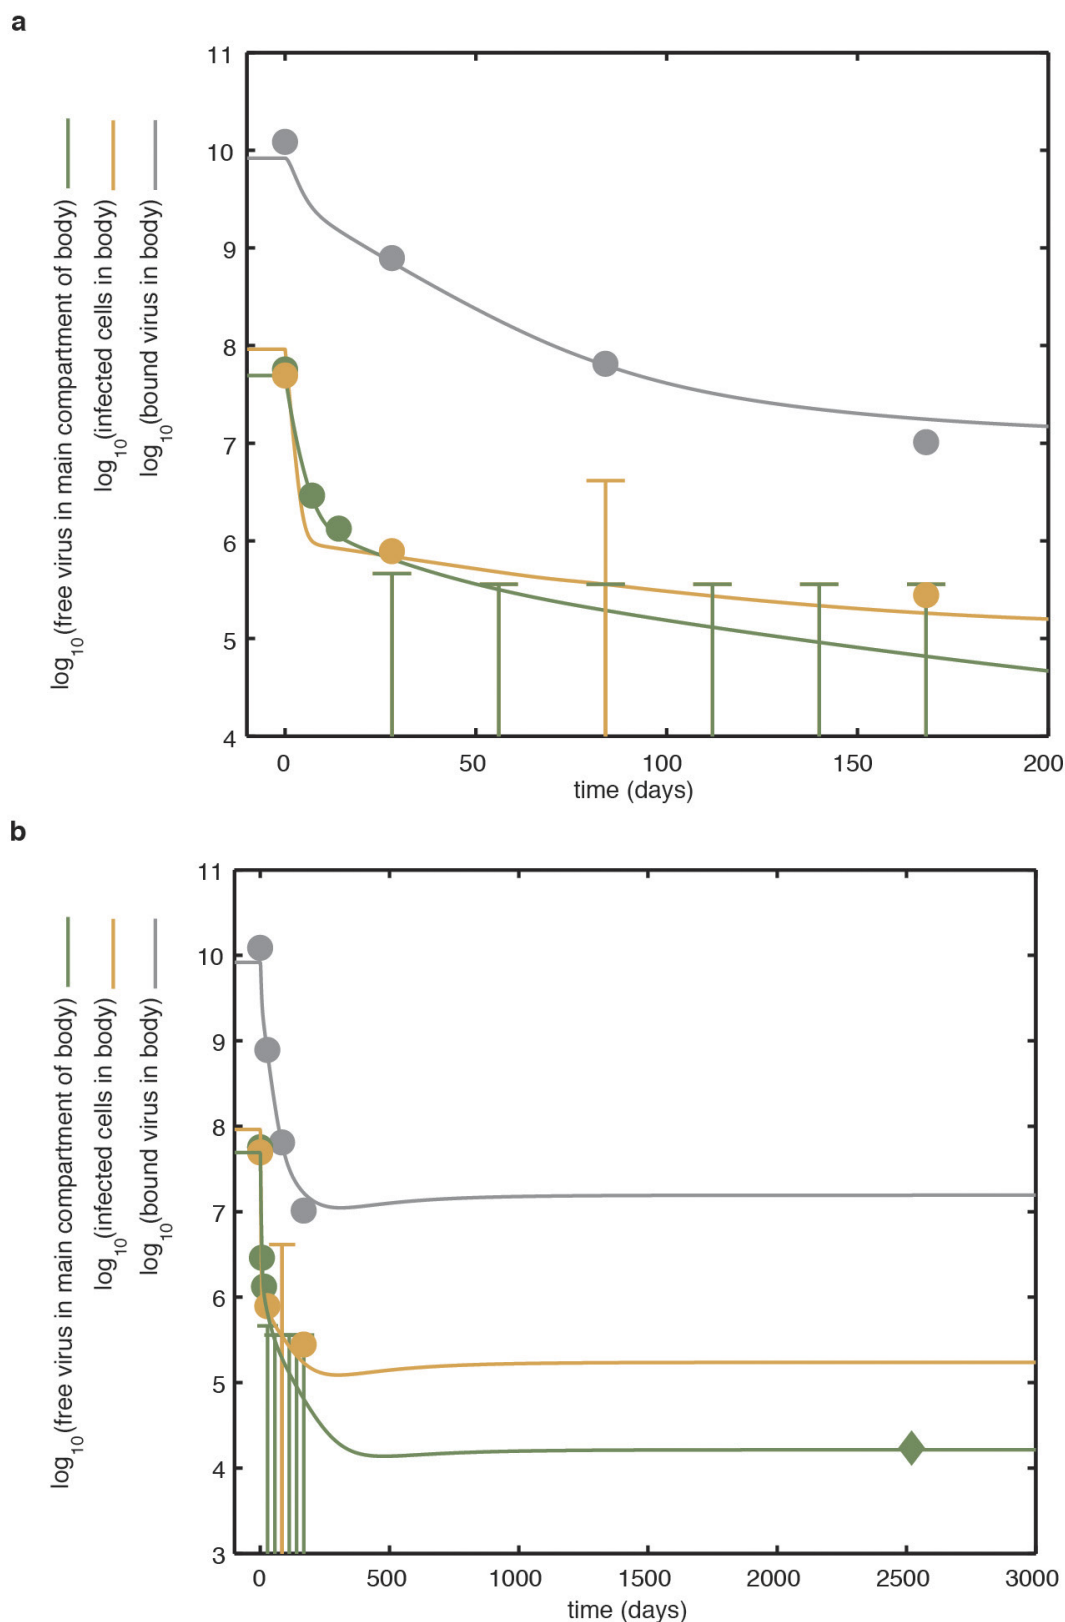 a
log10(free virus in main compartment of body)
log10(infected cells in body)
log10(bound virus in body)
11
10
9
8
7
6
5
4
0
50
100
150
200
time (days)
b
log10(free virus in main compartment of body)
log10(infected cells in body)
log10(bound virus in body)
11
10
9
8
7
6
5
4
3
0
500
1000
1500
2000
2500
3000
time (days)